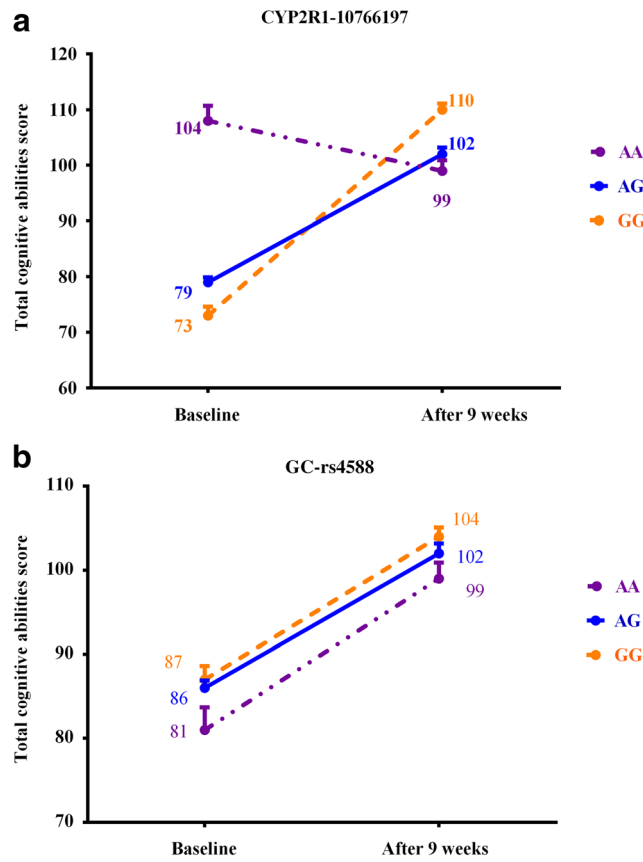 a
CYP2R1-10766197
Total cognitive abilities score
120
110
100
90
80
70
60
104
79
73
110
102
99
AA
AG
GG
Baseline
After 9 weeks
b
GC-rs4588
Total cognitive abilities score
110
100
90
80
70
87
86
81
104
102
99
AA
AG
GG
Baseline
After 9 weeks